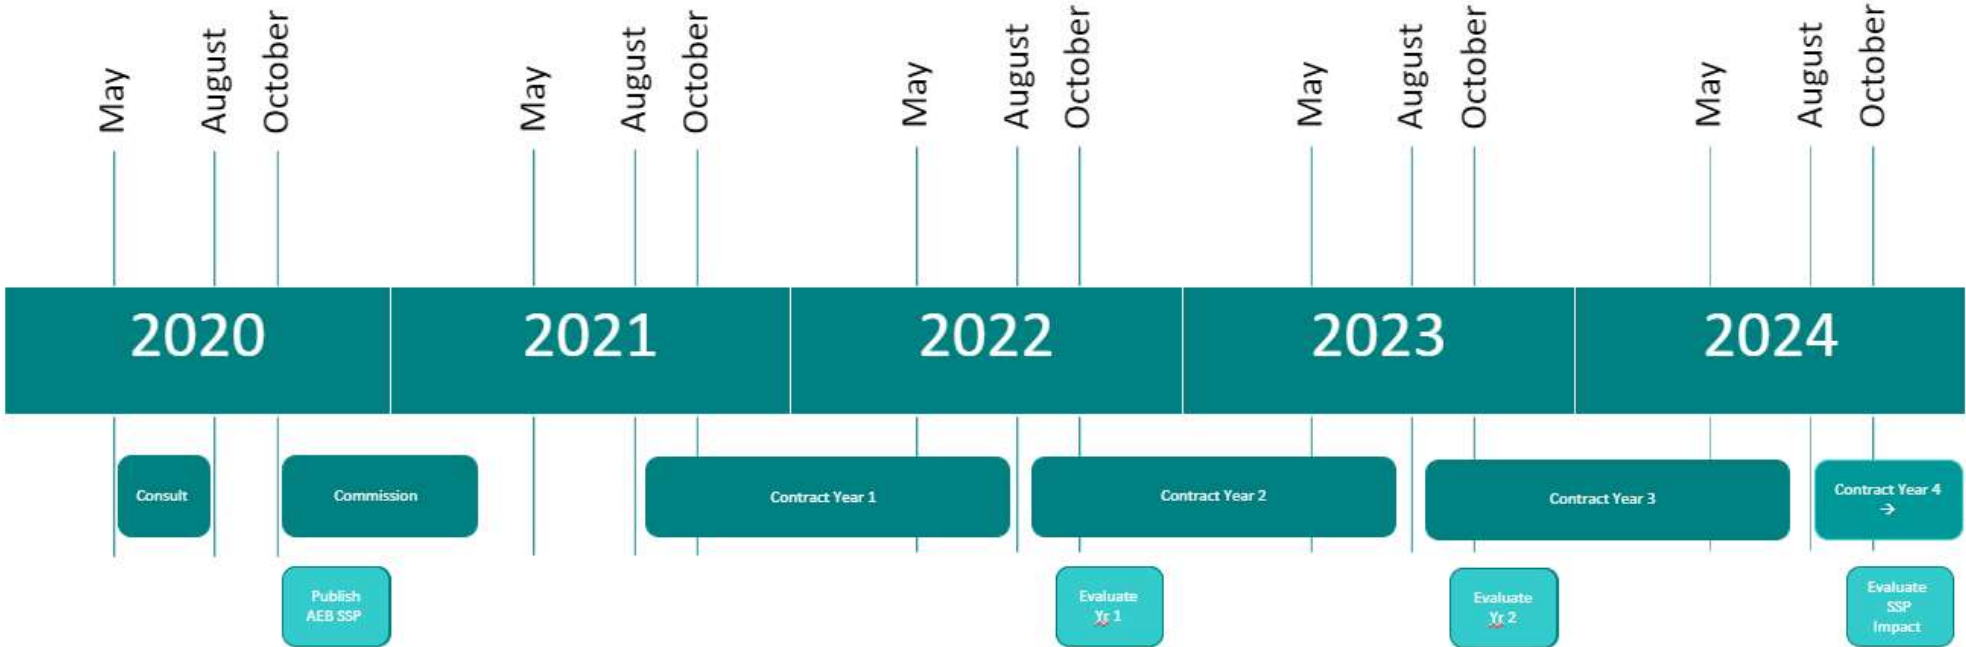 May
August
October
May
August
October
May
August
October
May
August
October
May
August
October
2020
2021
2022
2023
2024
Consult
Commission
Contract Year 1
Contract Year 2
Contract Year 3
Contract Year 4
→
Publish
AEB SSP
Evaluate
Yr 1
Evaluate
Yr 2
Evaluate
SSP
Impact